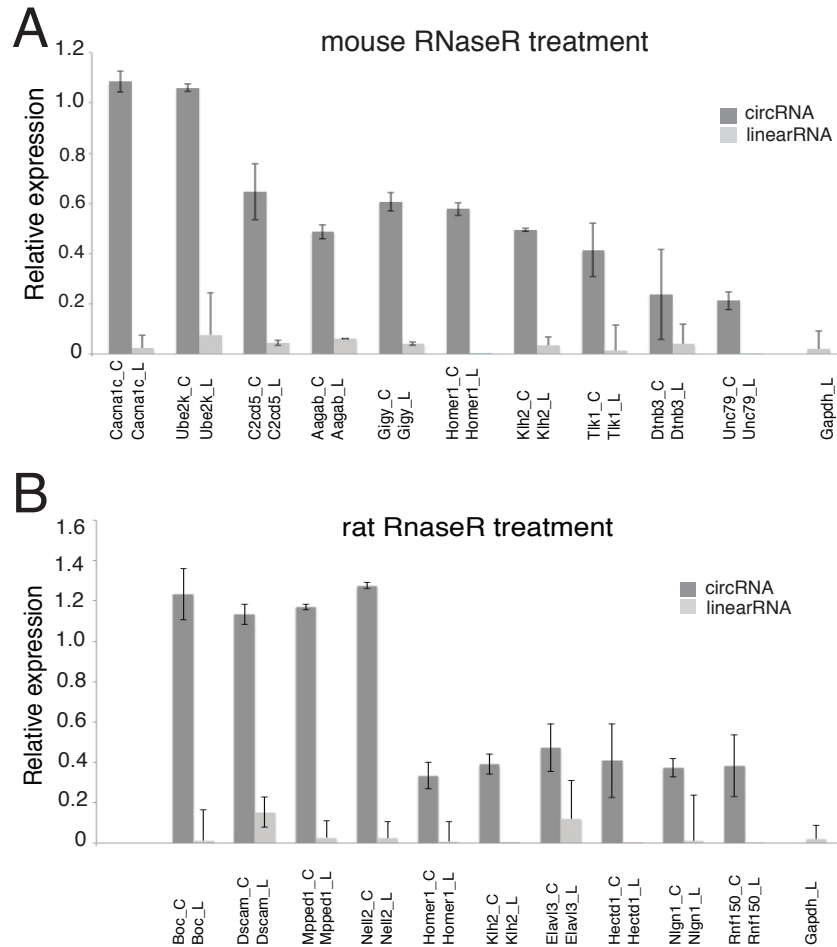 A
mouse RNaseR treatment
Relative expression
1.2
1.0
0.8
0.6
0.4
0.2
0
circRNA
linearRNA
Cacna1c_C
Cacna1c_L
Ube2k_C
Ube2k_L
C2cd5_C
C2cd5_L
Aagab_C
Aagab_L
Gigy_C
Gigy_L
Homer1_C
Homer1_L
Klh2_C
Klh2_L
Tlk1_C
Tlk1_L
Dtnb3_C
Dtnb3_L
Unc79_C
Unc79_L
Gapdh_L
B
rat RnaseR treatment
Relative expression
1.6
1.4
1.2
1.0
0.8
0.6
0.4
0.2
0
circRNA
linearRNA
Boc_C
Boc_L
Dscam_C
Dscam_L
Mpped1_C
Mpped1_L
Nell2_C
Nell2_L
Homer1_C
Homer1_L
Klh2_C
Klh2_L
Elavl3_C
Elavl3_L
Hectd1_C
Hectd1_L
Nlgn1_C
Nlgn1_L
Rnf150_C
Rnf150_L
Gapdh_L